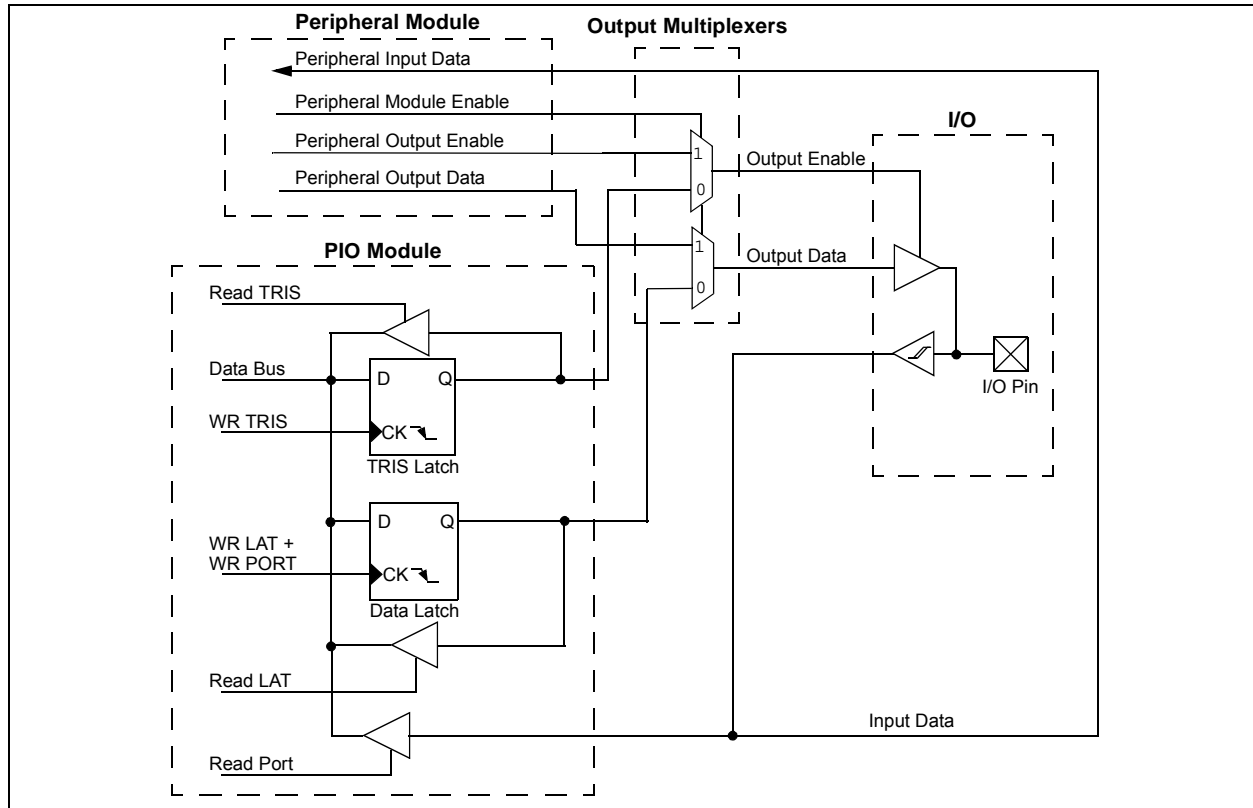 Peripheral Module
Output Multiplexers
Peripheral Input Data
Peripheral Module Enable
Peripheral Output Enable
Peripheral Output Data
1
0
Output Enable
1
0
Output Data
I/O
I/O Pin
PIO Module
Read TRIS
Data Bus
D
Q
WR TRIS
CK
TRIS Latch
D
Q
WR LAT +
WR PORT
CK
Data Latch
Read LAT
Input Data
Read Port